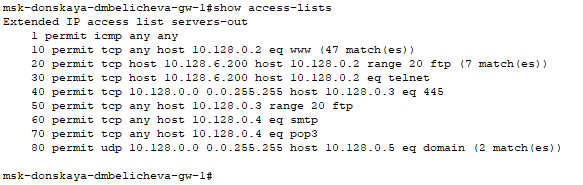 msk-donskaya-dmbelicheva-gw-1#show access-lists
Extended IP access list servers-out
1 permit icmp any any
10 permit tcp any host 10.128.0.2 eq www (47 match(es))
20 permit tcp host 10.128.6.200 host 10.128.0.2 range 20 ftp (7 match(es))
30 permit tcp host 10.128.6.200 host 10.128.0.2 eq telnet
40 permit tcp 10.128.0.0 0.0.255.255 host 10.128.0.3 eq 445
50 permit tcp any host 10.128.0.3 range 20 ftp
60 permit tcp any host 10.128.0.4 eq smtp
70 permit tcp any host 10.128.0.4 eq pop3
80 permit udp 10.128.0.0 0.0.255.255 host 10.128.0.5 eq domain (2 match(es))
msk-donskaya-dmbelicheva-gw-1#